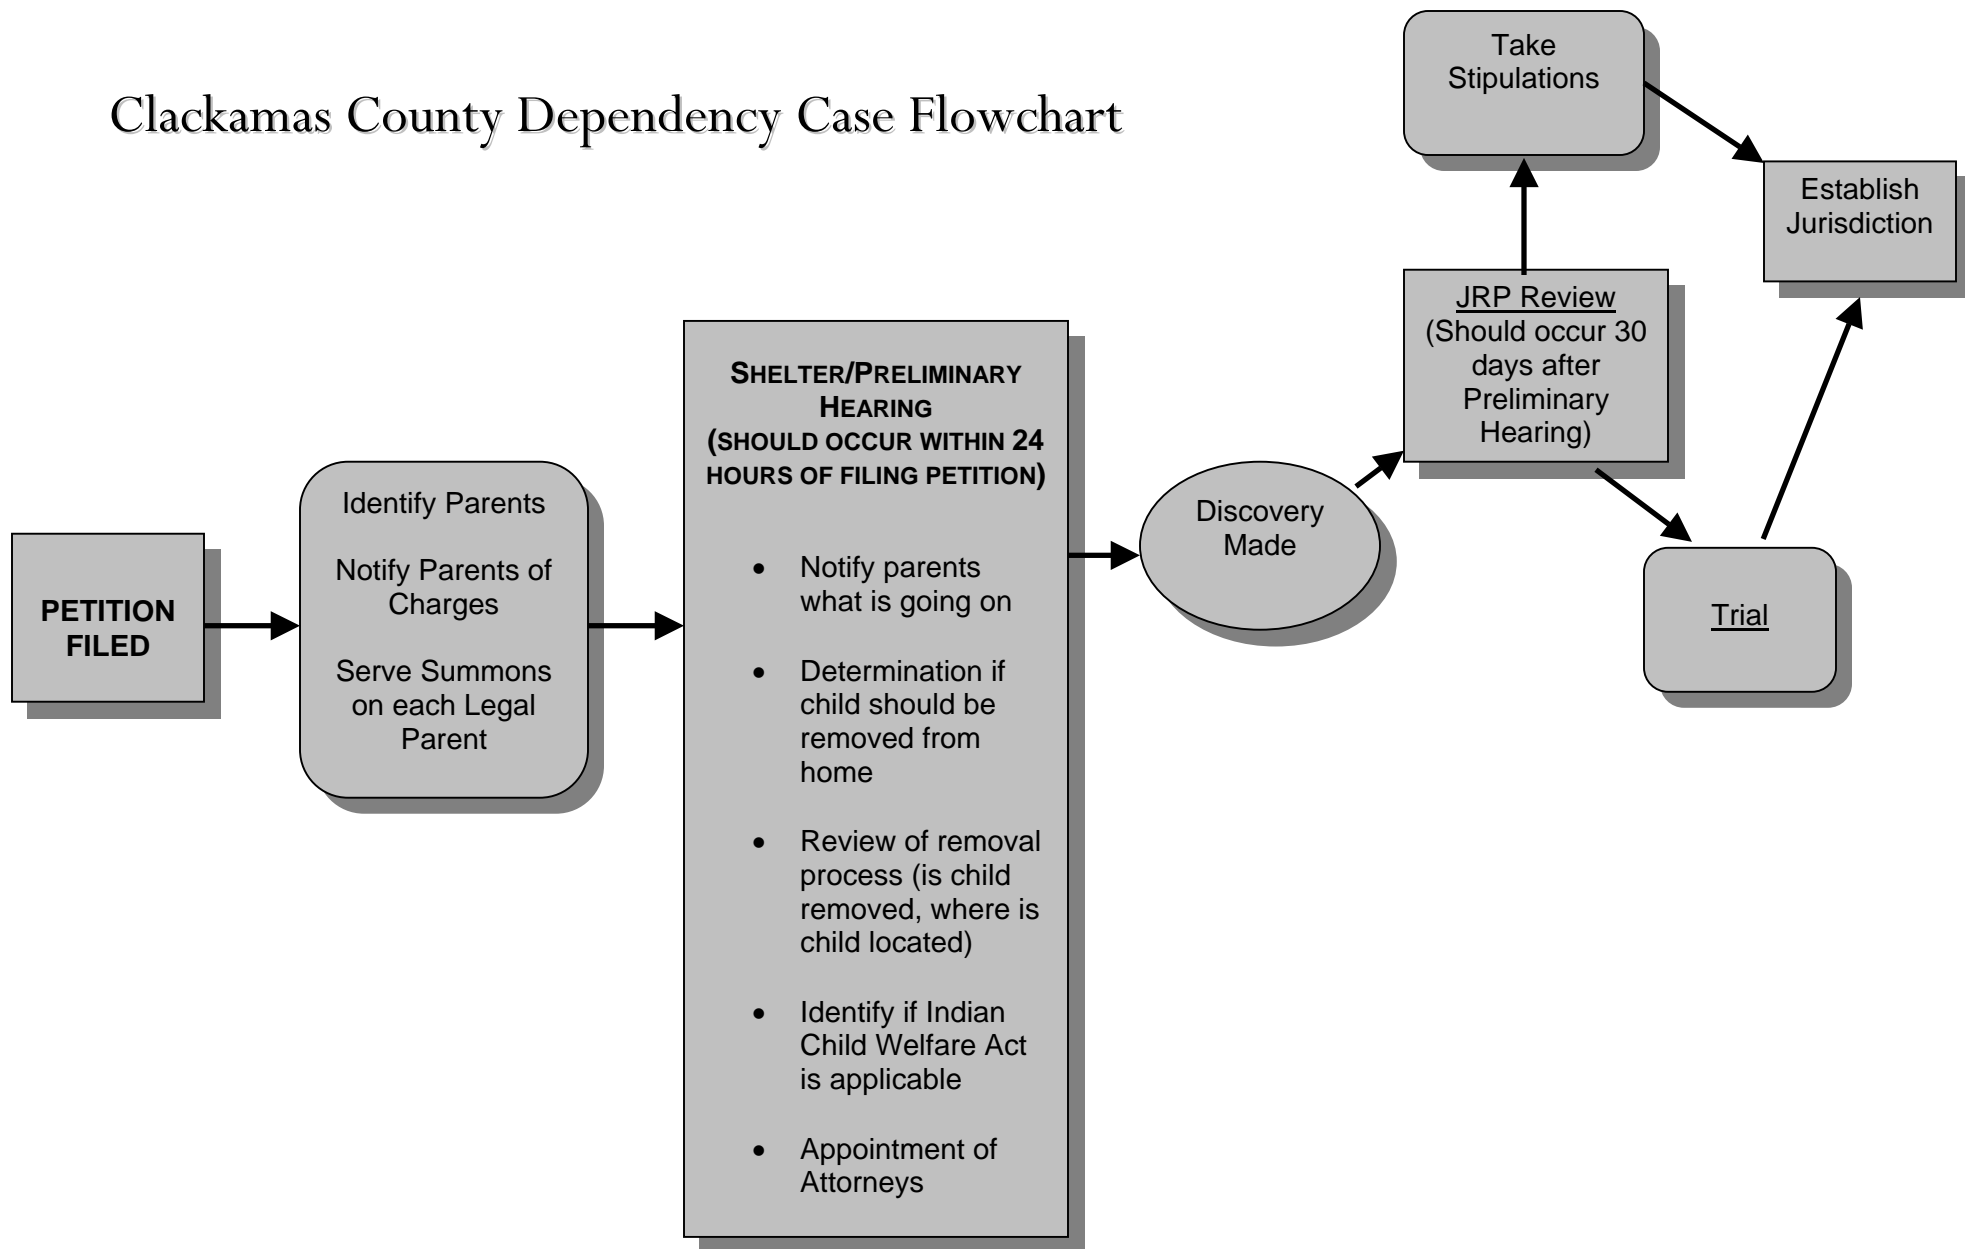 Clackamas County Dependency Case Flowchart
PETITION
FILED
Identify Parents
Notify Parents of
Charges
Serve Summons
on each Legal
Parent
SHELTER/PRELIMINARY
HEARING
(SHOULD OCCUR WITHIN 24
HOURS OF FILING PETITION)
• Notify parents
what is going on
• Determination if
child should be
removed from
home
• Review of removal
process (is child
removed, where is
child located)
• Identify if Indian
Child Welfare Act
is applicable
• Appointment of
Attorneys
Discovery
Made
JRP Review
(Should occur 30
days after
Preliminary
Hearing)
Take
Stipulations
Trial
Establish
Jurisdiction